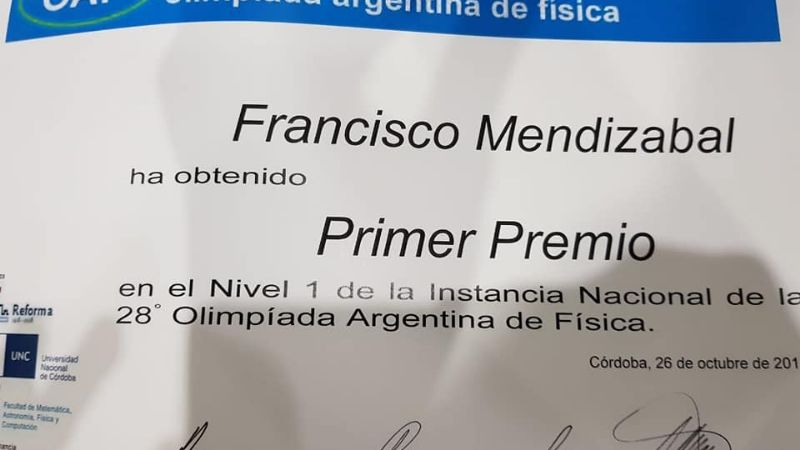 olimpíada argentina de física
Francisco Mendizabal
ha obtenido
Primer Premio
en el Nivel 1 de la Instancia Nacional de la
28° Olimpíada Argentina de Física.
Córdoba, 26 de octubre de 201
Reforma
UNC
Universidad
Nacional
de Córdoba
Facultad de Matemática,
Astronomía, Física y
Computación